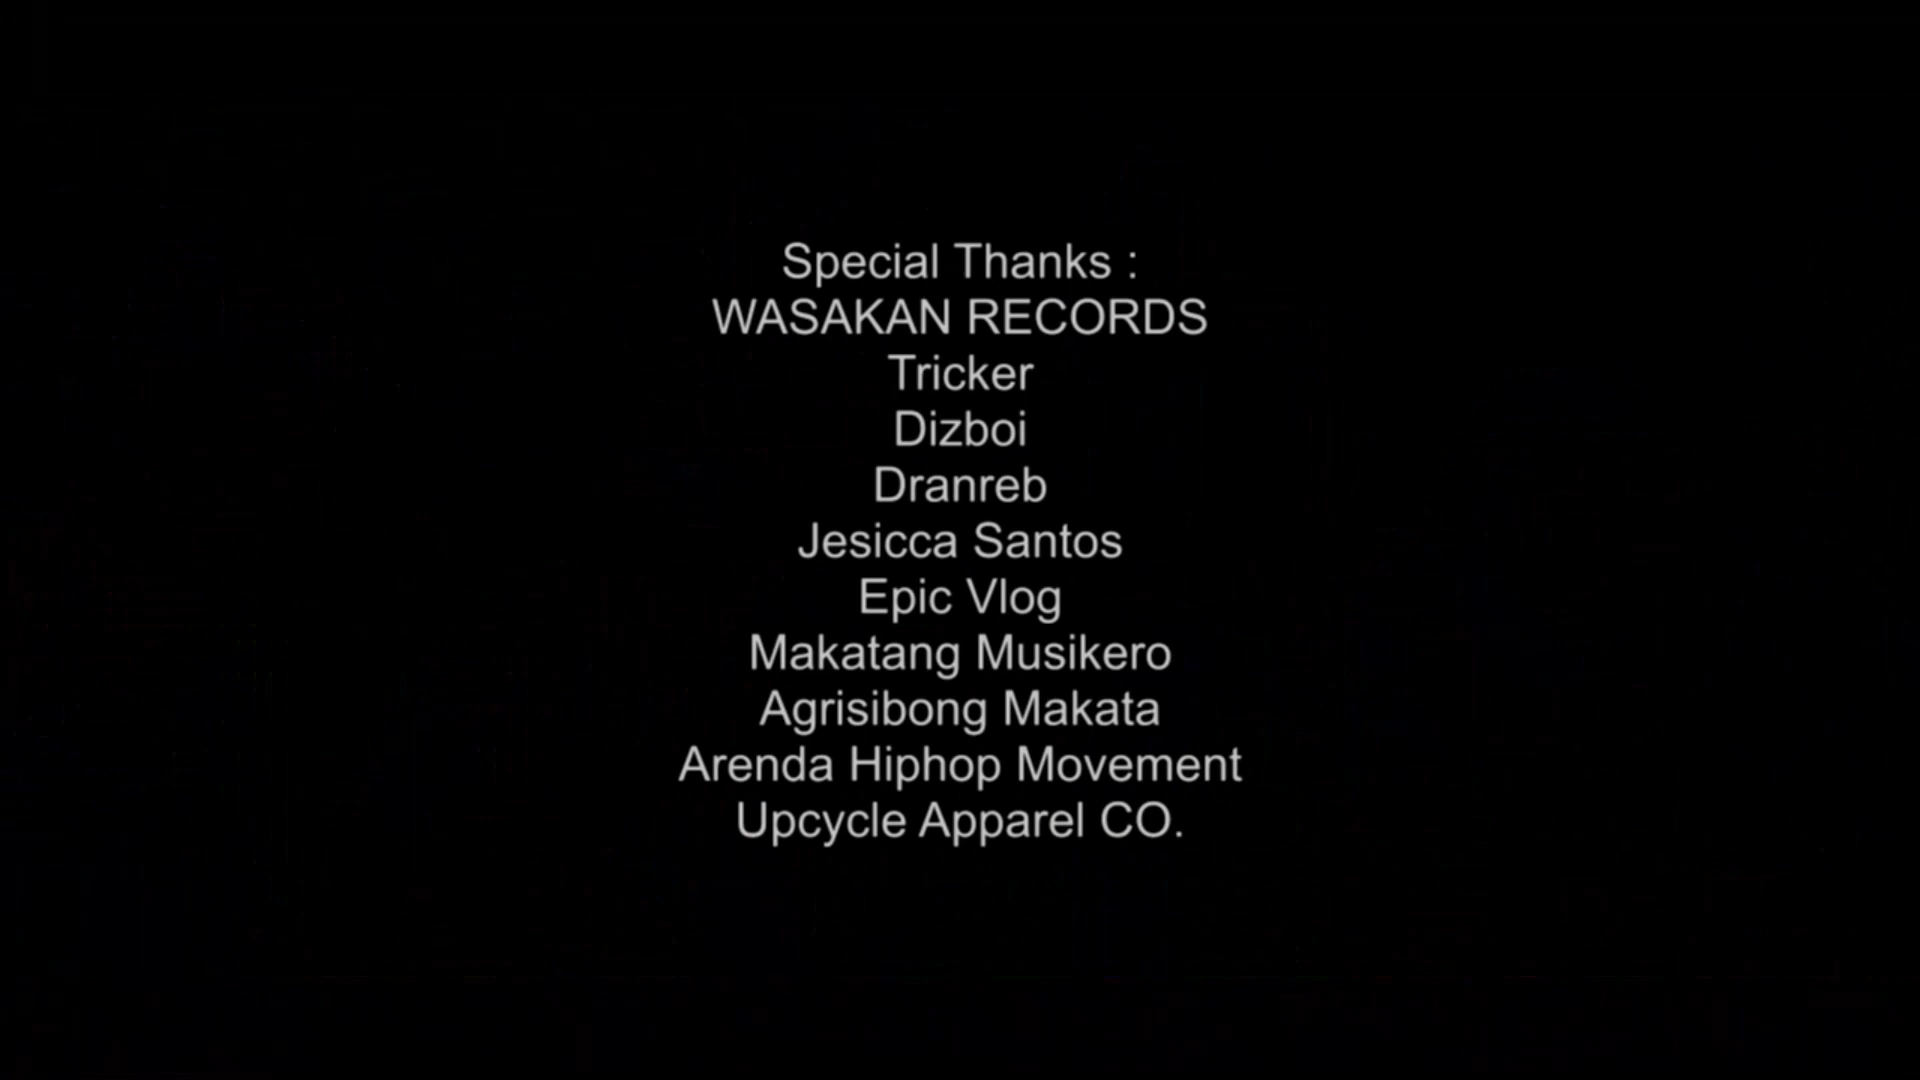 Special Thanks :
WASAKAN RECORDS
Tricker
Dizboi
Dranreb
Jesicca Santos
Epic Vlog
Makatang Musikero
Agrisibong Makata
Arenda Hiphop Movement
Upcycle Apparel CO.